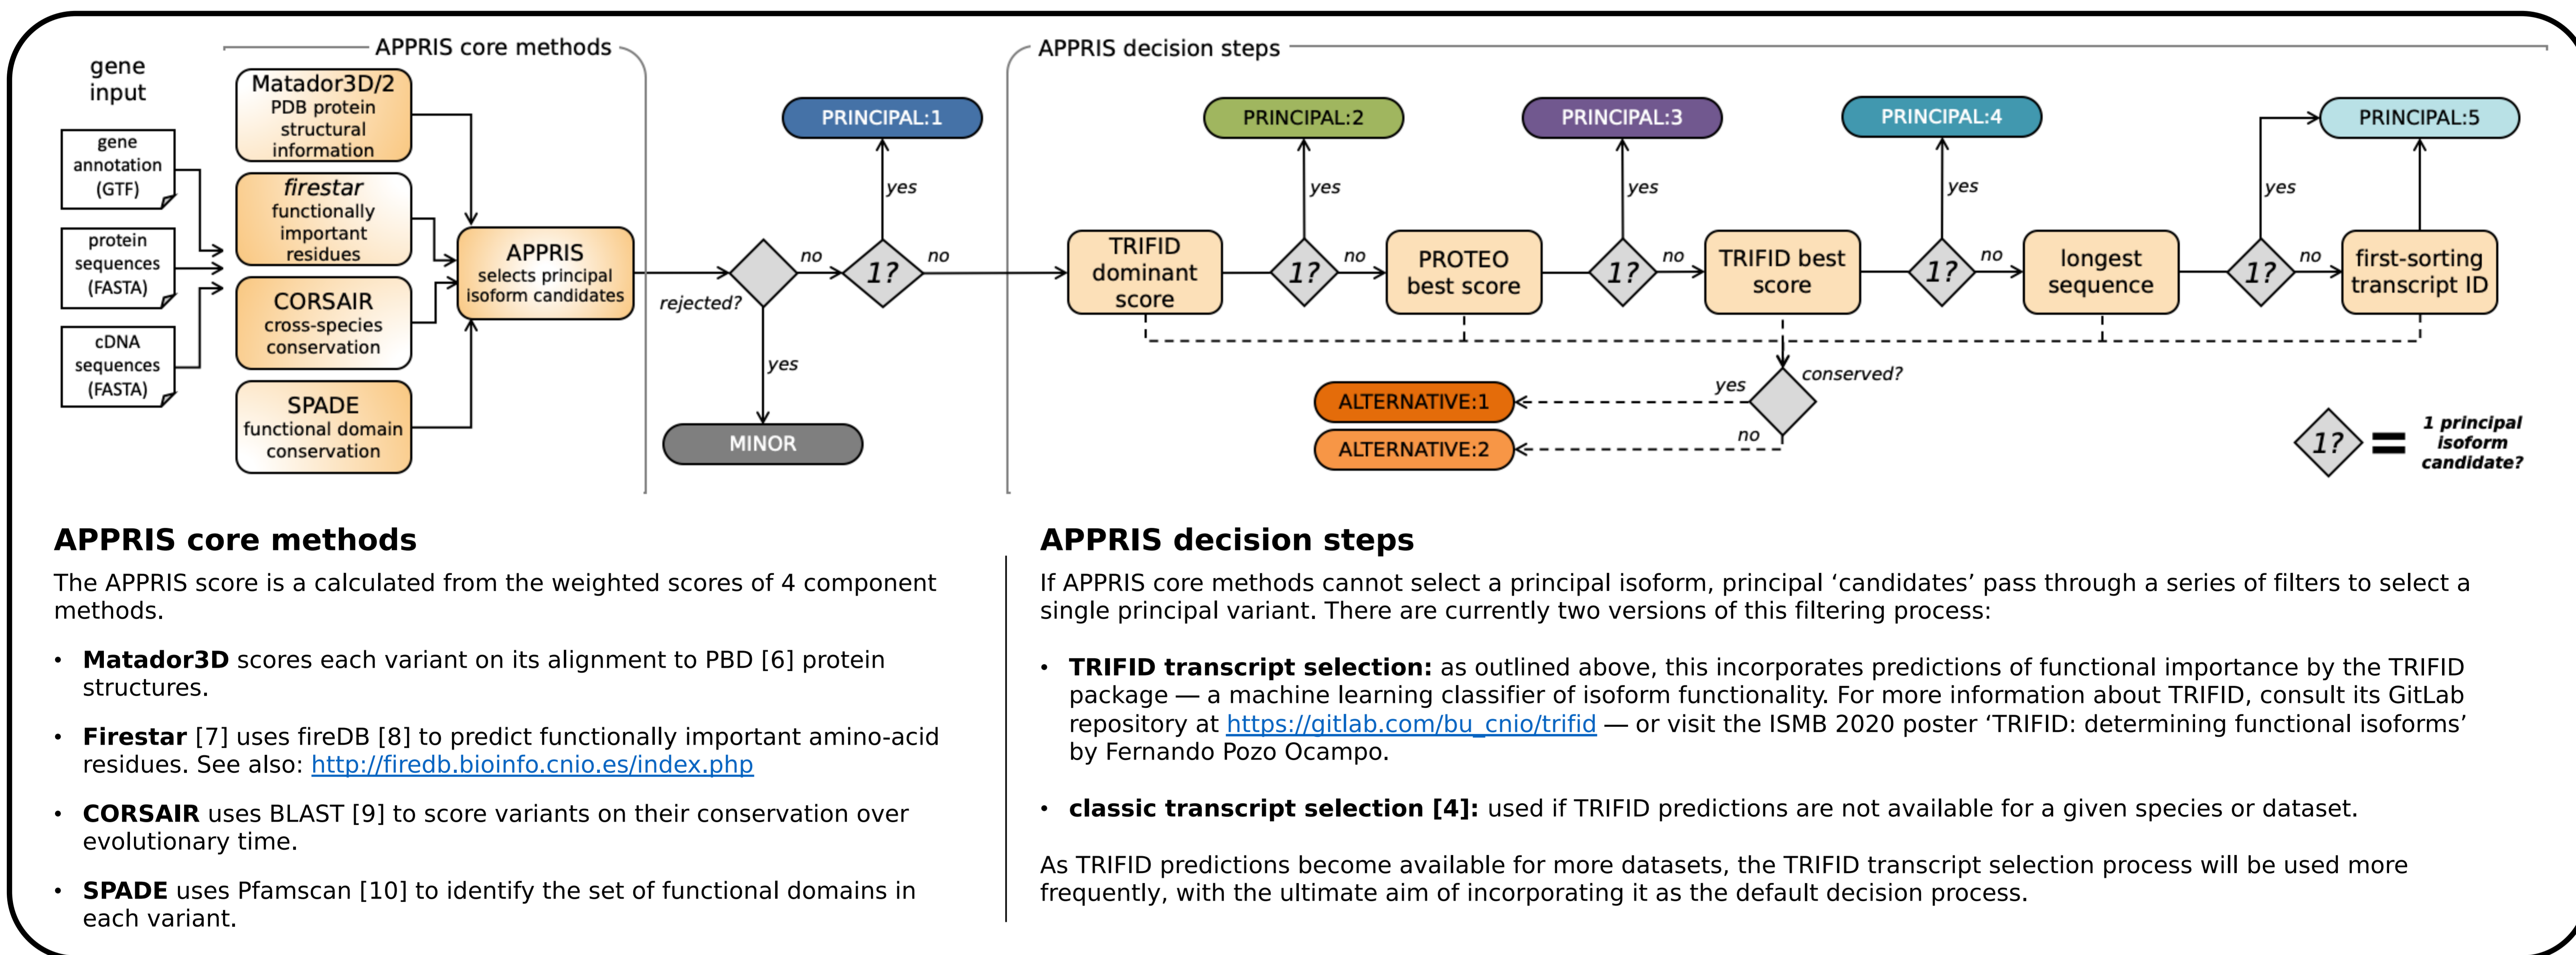 APPRIS core methods
APPRIS decision steps
gene
input
gene
annotation
(GTF)
protein
sequences
(FASTA)
cDNA
sequences
(FASTA)
Matador3D/2
PDB protein
structural
information
firestar
functionally
important
residues
CORSAIR
cross-species
conservation
SPADE
functional domain
conservation
APPRIS
selects principal
isoform candidates
rejected?
no
yes
MINOR
1?
yes
PRINCIPAL:1
no
TRIFID
dominant
score
1?
yes
PRINCIPAL:2
no
PROTEO
best score
1?
yes
PRINCIPAL:3
no
TRIFID best
score
1?
yes
PRINCIPAL:4
no
longest
sequence
1?
yes
PRINCIPAL:5
no
first-sorting
transcript ID
conserved?
yes
ALTERNATIVE:1
no
ALTERNATIVE:2
1?
=
1 principal
isoform
candidate?
APPRIS core methods
The APPRIS score is a calculated from the weighted scores of 4 component
methods.
• Matador3D scores each variant on its alignment to PBD [6] protein
structures.
• Firestar [7] uses fireDB [8] to predict functionally important amino-acid
residues. See also: http://firedb.bioinfo.cnio.es/index.php
• CORSAIR uses BLAST [9] to score variants on their conservation over
evolutionary time.
• SPADE uses Pfamscan [10] to identify the set of functional domains in
each variant.
APPRIS decision steps
If APPRIS core methods cannot select a principal isoform, principal ‘candidates’ pass through a series of filters to select a
single principal variant. There are currently two versions of this filtering process:
• TRIFID transcript selection: as outlined above, this incorporates predictions of functional importance by the TRIFID
package — a machine learning classifier of isoform functionality. For more information about TRIFID, consult its GitLab
repository at https://gitlab.com/bu_cnio/trifid — or visit the ISMB 2020 poster ‘TRIFID: determining functional isoforms’
by Fernando Pozo Ocampo.
• classic transcript selection [4]: used if TRIFID predictions are not available for a given species or dataset.
As TRIFID predictions become available for more datasets, the TRIFID transcript selection process will be used more
frequently, with the ultimate aim of incorporating it as the default decision process.